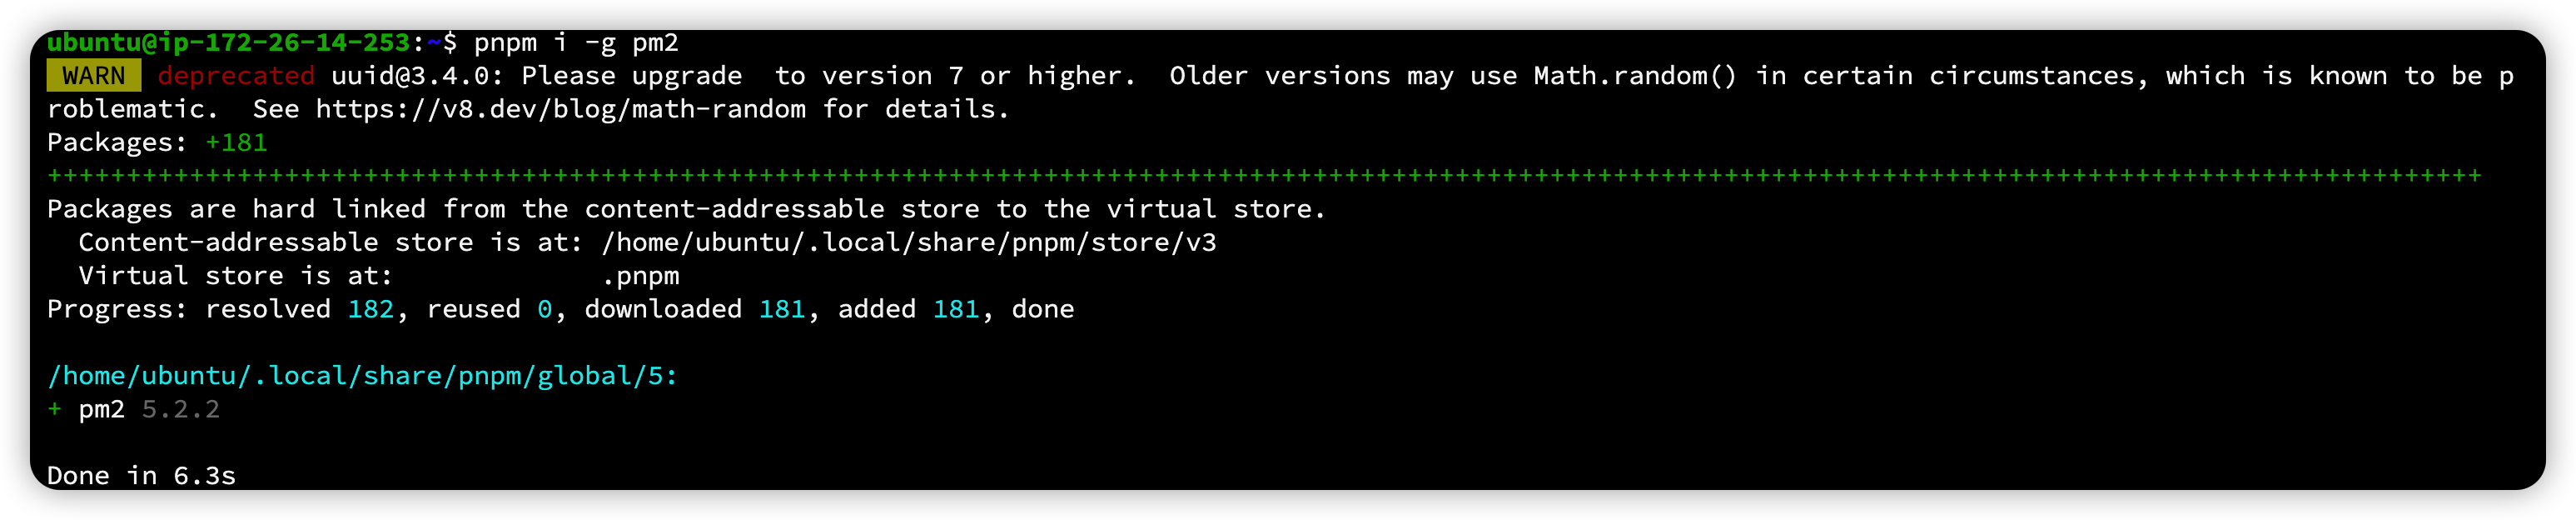 ubuntu@ip-172-26-14-253:~$ pnpm i -g pm2
 WARN  deprecated uuid@3.4.0: Please upgrade  to version 7 or higher.  Older versions may use Math.random() in certain circumstances, which is known to be p
roblematic.  See https://v8.dev/blog/math-random for details.
Packages: +181
++++++++++++++++++++++++++++++++++++++++++++++++++++++++++++++++++++++++++++++++++++++++++++++++++++++++++++++++++++++++++++++++++++++++++++++++++++++++++
Packages are hard linked from the content-addressable store to the virtual store.
  Content-addressable store is at: /home/ubuntu/.local/share/pnpm/store/v3
  Virtual store is at:             .pnpm
Progress: resolved 182, reused 0, downloaded 181, added 181, done
/home/ubuntu/.local/share/pnpm/global/5:
+ pm2 5.2.2
Done in 6.3s